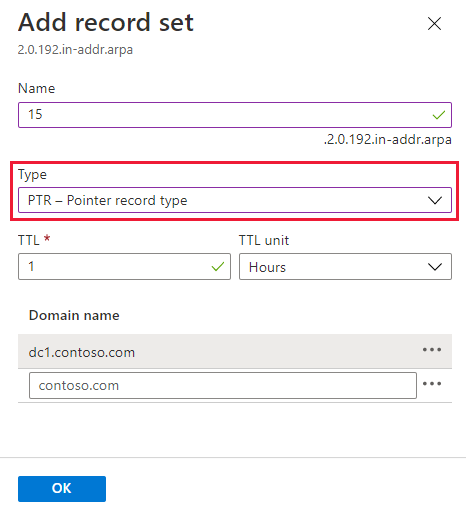 Add record set
2.0.192.in-addr.arpa
Name
15
.2.0.192.in-addr.arpa
Type
PTR – Pointer record type
TTL * TTL unit
1 Hours
Domain name
dc1.contoso.com
contoso.com
OK